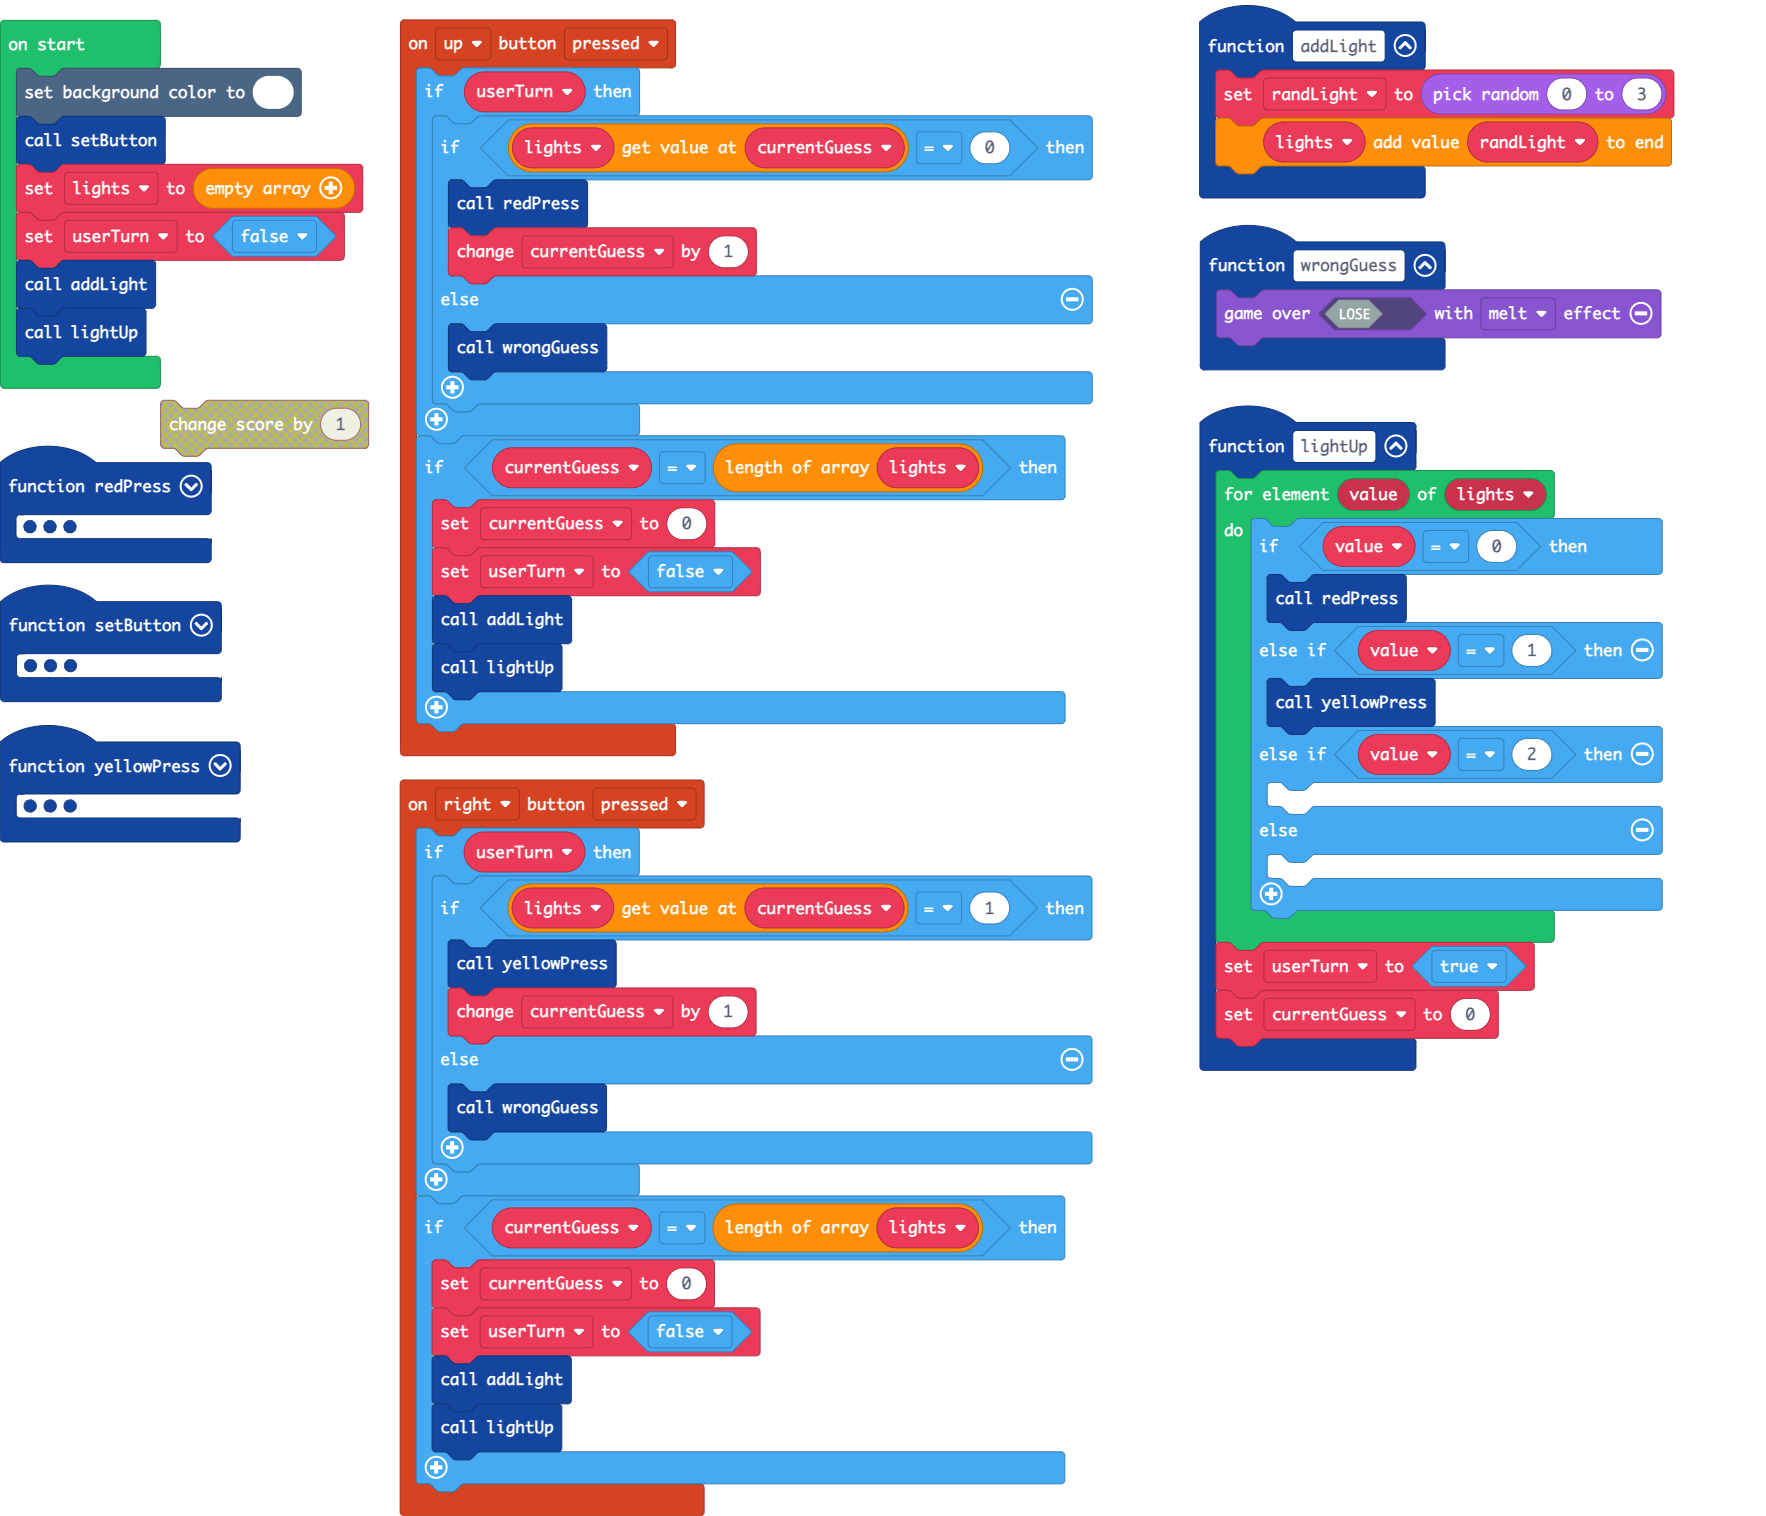 on start
set background color to
call setButton
set lights to empty array
set userTurn to false
call addLight
call lightUp
change score by 1
function redPress
function setButton
function yellowPress
on up button pressed
if userTurn then
if lights get value at currentGuess = 0 then
call redPress
change currentGuess by 1
else
call wrongGuess
if currentGuess = length of array lights then
set currentGuess to 0
set userTurn to false
call addLight
call lightUp
on right button pressed
if userTurn then
if lights get value at currentGuess = 1 then
call yellowPress
change currentGuess by 1
else
call wrongGuess
if currentGuess = length of array lights then
set currentGuess to 0
set userTurn to false
call addLight
call lightUp
function addLight
set randLight to pick random 0 to 3
lights add value randLight to end
function wrongGuess
game over LOSE with melt effect
function lightUp
for element value of lights
do if value = 0 then
call redPress
else if value = 1 then
call yellowPress
else if value = 2 then
else
set userTurn to true
set currentGuess to 0